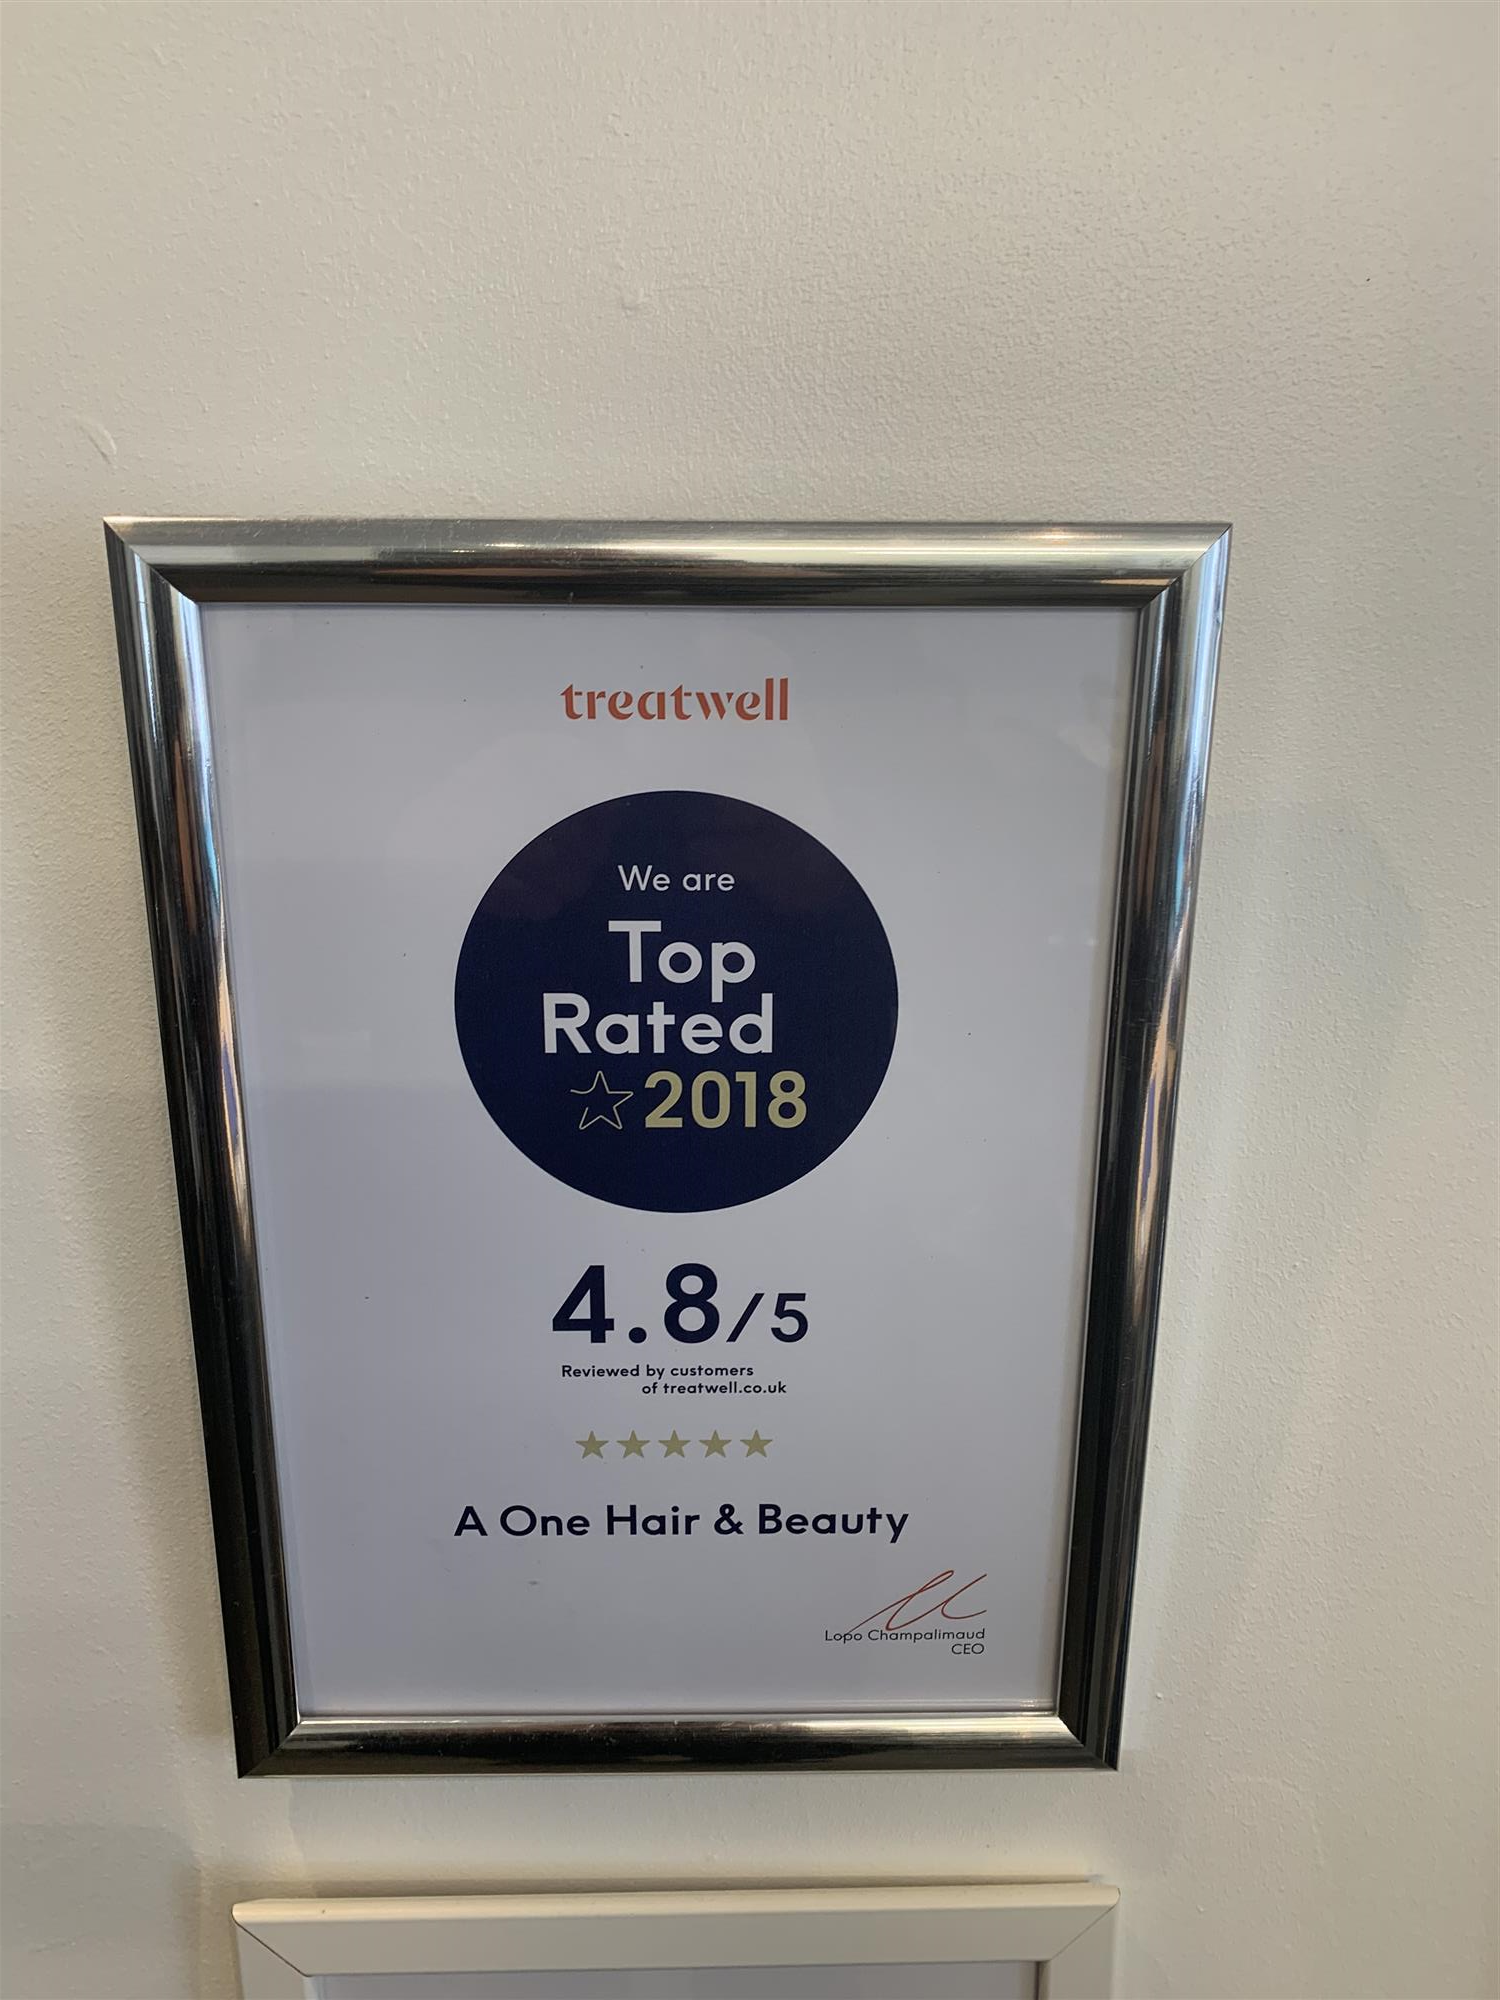 treatwell
We are
Top
Rated
2018
4.8/5
Reviewed by customers
of treatwell.co.uk
A One Hair & Beauty
Lopo Champalimaud
CEO